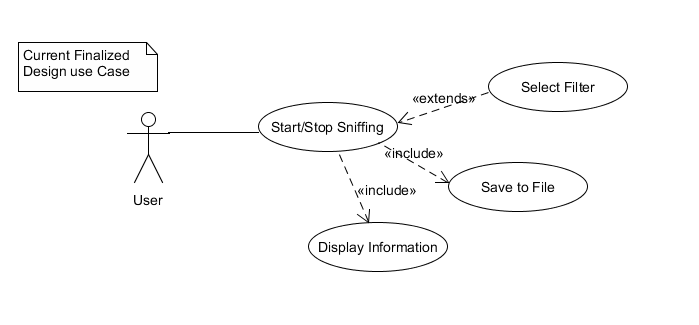 Current Finalized
Design use Case
«extends»
Select Filter
Start/Stop Sniffing
«include»
Save to File
User
«include»
Display Information